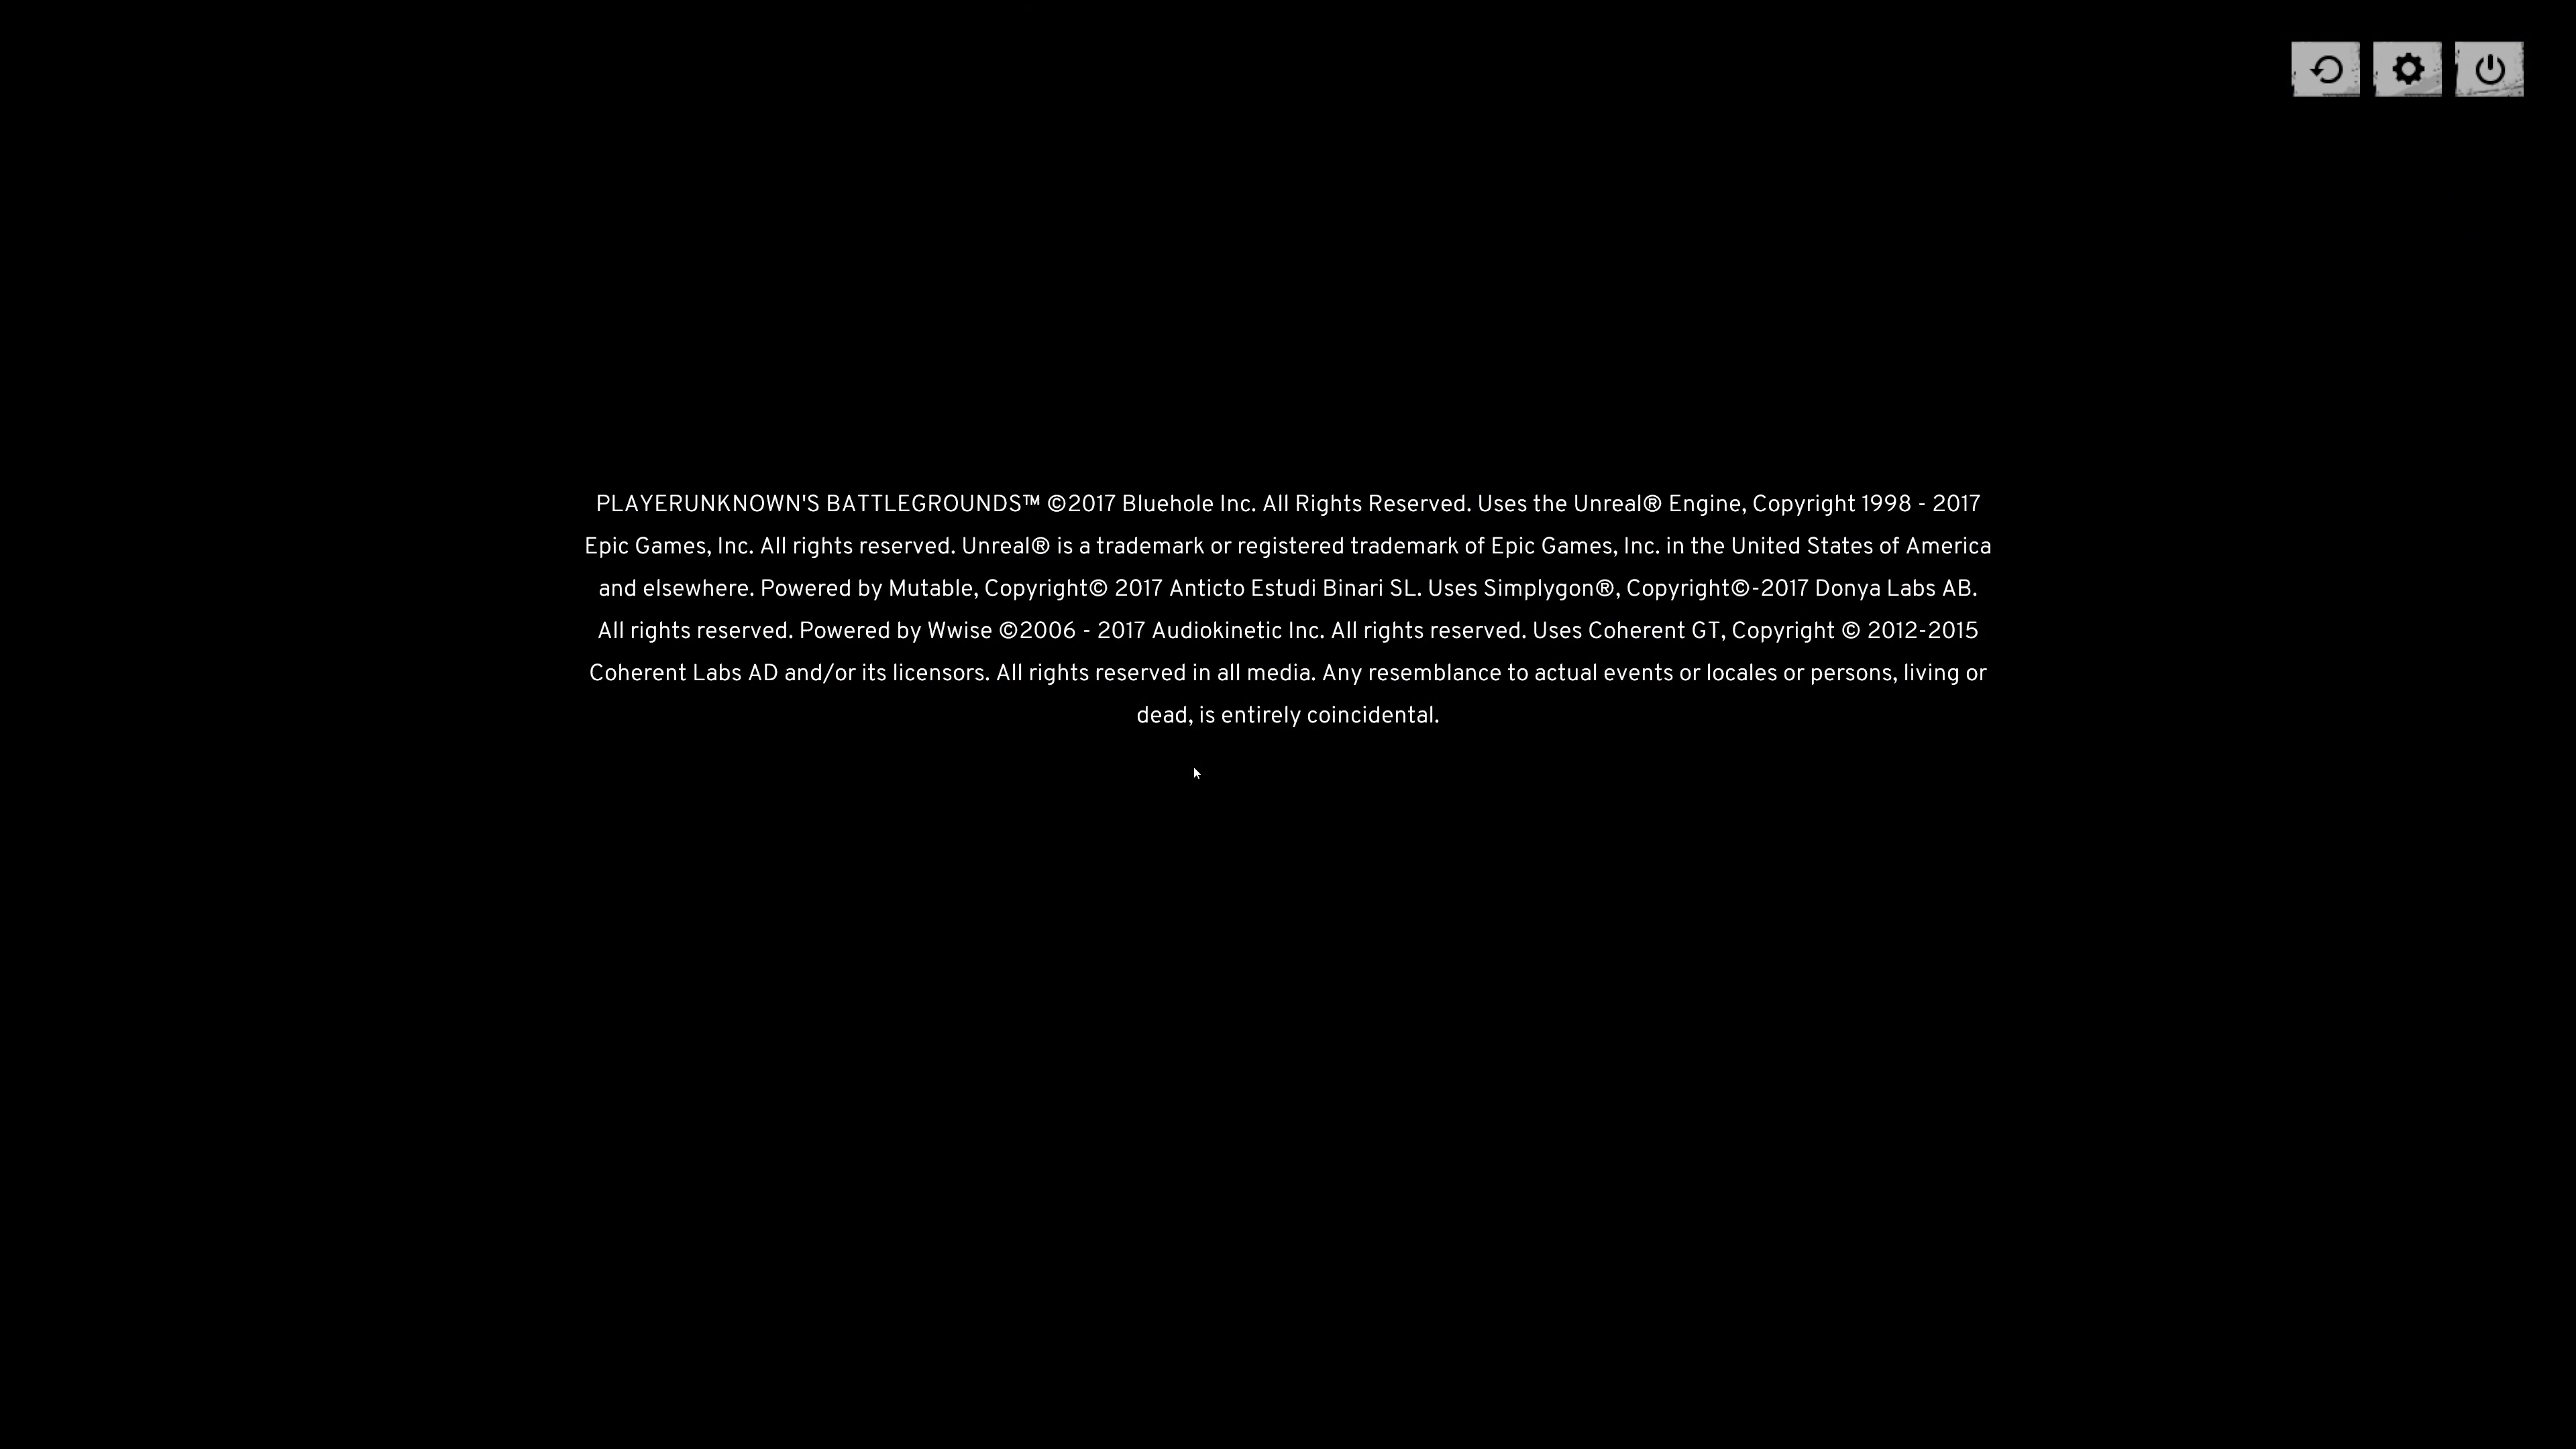 PLAYERUNKNOWN'S BATTLEGROUNDS™ ©2017 Bluehole Inc. All Rights Reserved. Uses the Unreal® Engine, Copyright 1998 - 2017
Epic Games, Inc. All rights reserved. Unreal® is a trademark or registered trademark of Epic Games, Inc. in the United States of America
and elsewhere. Powered by Mutable, Copyright© 2017 Anticto Estudi Binari SL. Uses Simplygon®, Copyright©-2017 Donya Labs AB.
All rights reserved. Powered by Wwise ©2006 - 2017 Audiokinetic Inc. All rights reserved. Uses Coherent GT, Copyright © 2012-2015
Coherent Labs AD and/or its licensors. All rights reserved in all media. Any resemblance to actual events or locales or persons, living or
dead, is entirely coincidental.